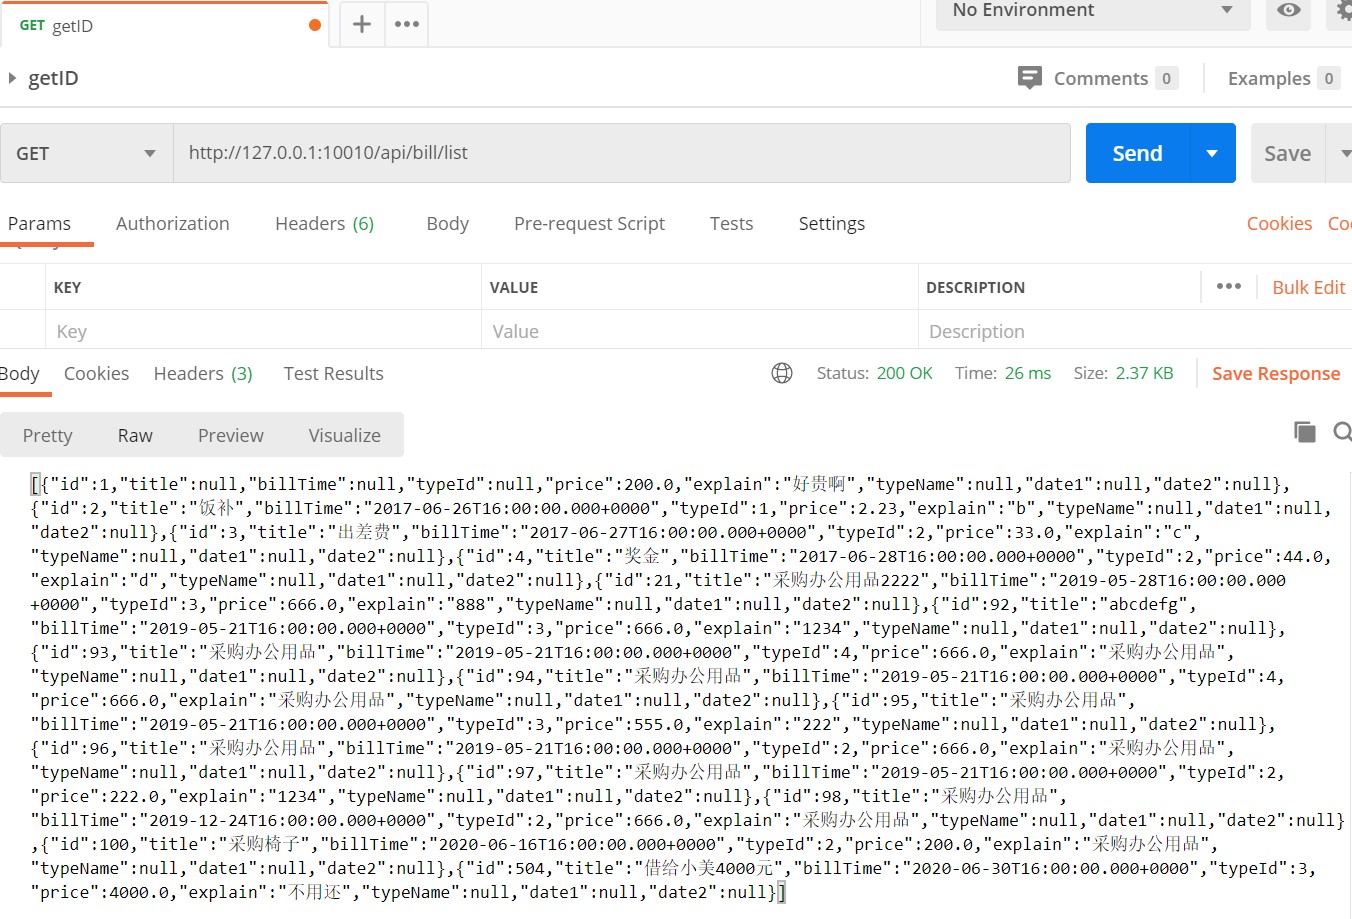 GET getID
No Environment
getID
Comments 0
Examples 0
GET
http://127.0.0.1:10010/api/bill/list
Send
Save
Params
Authorization
Headers (6)
Body
Pre-request Script
Tests
Settings
Cookies
KEY
VALUE
DESCRIPTION
Bulk Edit
Key
Value
Description
Body
Cookies
Headers (3)
Test Results
Status: 200 OK
Time: 26 ms
Size: 2.37 KB
Save Response
Pretty
Raw
Preview
Visualize
[{"id":1,"title":null,"billTime":null,"typeId":null,"price":200.0,"explain":"好贵啊","typeName":null,"date1":null,"date2":null},
{"id":2,"title":"饭补","billTime":"2017-06-26T16:00:00.000+0000","typeId":1,"price":2.23,"explain":"b","typeName":null,"date1":null,
"date2":null},{"id":3,"title":"出差费","billTime":"2017-06-27T16:00:00.000+0000","typeId":2,"price":33.0,"explain":"c",
"typeName":null,"date1":null,"date2":null},{"id":4,"title":"奖金","billTime":"2017-06-28T16:00:00.000+0000","typeId":2,"price":44.0,
"explain":"d","typeName":null,"date1":null,"date2":null},{"id":21,"title":"采购办公用品2222","billTime":"2019-05-28T16:00:00.000
+0000","typeId":3,"price":666.0,"explain":"888","typeName":null,"date1":null,"date2":null},{"id":92,"title":"abcdefg",
"billTime":"2019-05-21T16:00:00.000+0000","typeId":3,"price":666.0,"explain":"1234","typeName":null,"date1":null,"date2":null},
{"id":93,"title":"采购办公用品","billTime":"2019-05-21T16:00:00.000+0000","typeId":4,"price":666.0,"explain":"采购办公用品",
"typeName":null,"date1":null,"date2":null},{"id":94,"title":"采购办公用品","billTime":"2019-05-21T16:00:00.000+0000","typeId":4,
"price":666.0,"explain":"采购办公用品","typeName":null,"date1":null,"date2":null},{"id":95,"title":"采购办公用品",
"billTime":"2019-05-21T16:00:00.000+0000","typeId":3,"price":555.0,"explain":"222","typeName":null,"date1":null,"date2":null},
{"id":96,"title":"采购办公用品","billTime":"2019-05-21T16:00:00.000+0000","typeId":2,"price":666.0,"explain":"采购办公用品",
"typeName":null,"date1":null,"date2":null},{"id":97,"title":"采购办公用品","billTime":"2019-05-21T16:00:00.000+0000","typeId":2,
"price":222.0,"explain":"1234","typeName":null,"date1":null,"date2":null},{"id":98,"title":"采购办公用品",
"billTime":"2019-12-24T16:00:00.000+0000","typeId":2,"price":666.0,"explain":"采购办公用品","typeName":null,"date1":null,"date2":null}
,{"id":100,"title":"采购椅子","billTime":"2020-06-16T16:00:00.000+0000","typeId":2,"price":200.0,"explain":"采购办公用品",
"typeName":null,"date1":null,"date2":null},{"id":504,"title":"借给小美4000元","billTime":"2020-06-30T16:00:00.000+0000","typeId":3,
"price":4000.0,"explain":"不用还","typeName":null,"date1":null,"date2":null}]